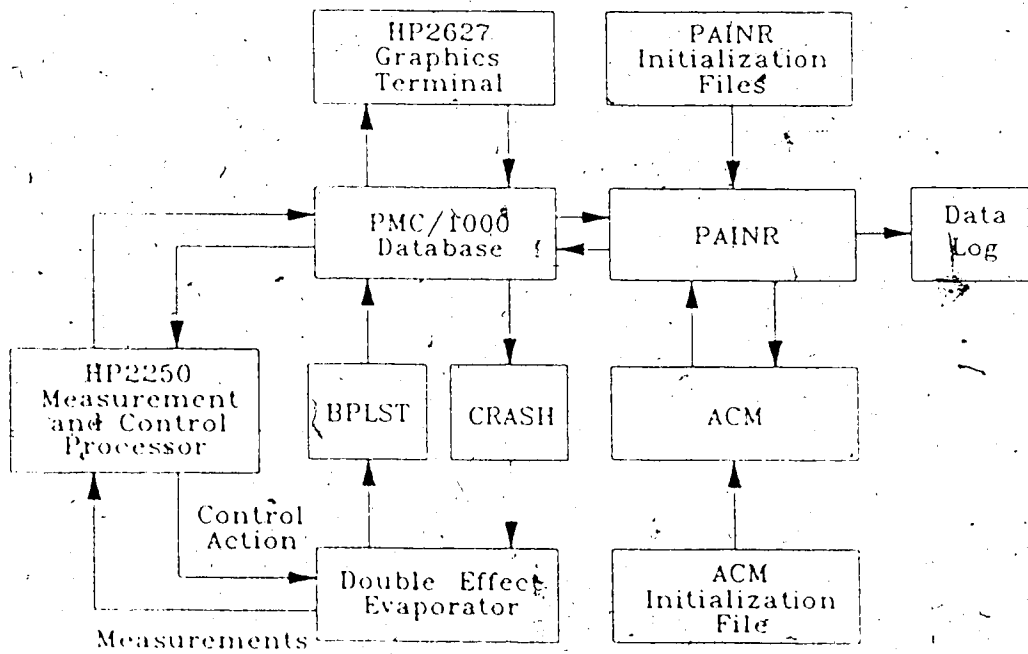 HP2627
Graphics
Terminal
PAINR
Initialization
Files
PMC/1000
Database
PAINR
Data
Log
HP2250
Measurement
and Control
Processor
BPLST
CRASH
ACM
Control
Action
Double Effect
Evaporator
ACM
Initialization
File
Measurements